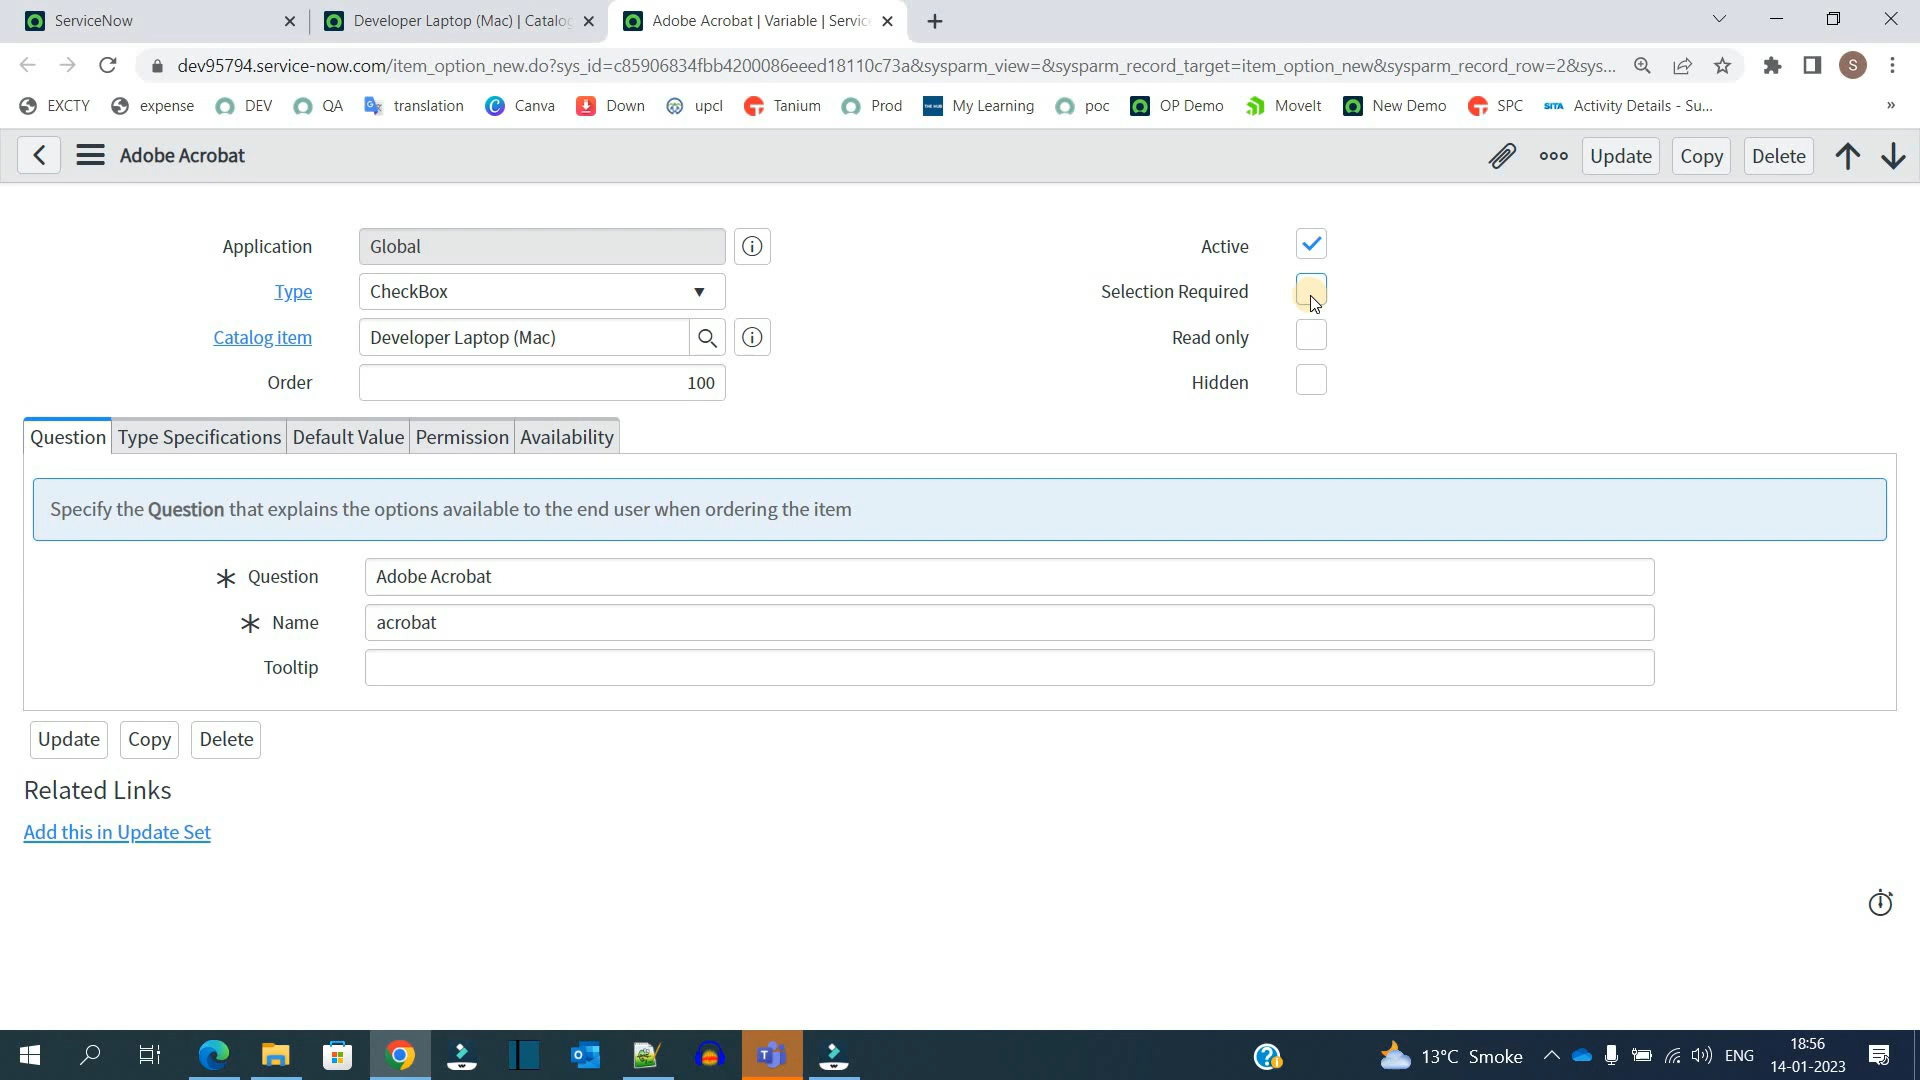 ServiceNow
Developer Laptop (Mac) | Catalog
Adobe Acrobat | Variable | Service
dev95794.service-now.com/item_option_new.do?sys_id=c85906834fbb4200086eeed18110c73a&sysparm_view=&sysparm_record_target=item_option_new&sysparm_record_row=2&sys...
S
EXCTY
expense
DEV
QA
translation
Canva
Down
upcl
Tanium
Prod
My Learning
poc
OP Demo
MoveIt
New Demo
SPC
SITA
Activity Details - Su...
»
Adobe Acrobat
Update
Copy
Delete
Application
Global
Active
Type
CheckBox
Selection Required
Catalog item
Developer Laptop (Mac)
Read only
Order
100
Hidden
Question
Type Specifications
Default Value
Permission
Availability
Specify the Question that explains the options available to the end user when ordering the item
Question
Adobe Acrobat
Name
acrobat
Tooltip
Update
Copy
Delete
Related Links
Add this in Update Set
13°C Smoke
ENG
18:56
14-01-2023